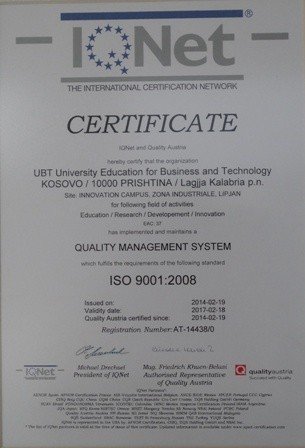 IQNet ®
THE INTERNATIONAL CERTIFICATION NETWORK
CERTIFICATE
IQNet and Quality Austria
hereby certify that the organization
UBT University Education for Business and Technology
KOSOVO / 10000 PRISHTINA / Lagjja Kalabria p.n.
Site: INNOVATION CAMPUS, ZONA INDUSTRIALE, LIPJAN
for following field of activities
Education / Research / Developement / Innovation
EAC: 37
has implemented and maintains a
QUALITY MANAGEMENT SYSTEM
which fulfills the requirements of the following standard
ISO 9001:2008
Issued on: 2014-02-19
Validity date: 2017-02-18
Quality Austria certified since: 2014-02-19
Registration Number: AT-14438/0
IQNet
Michael Drechsel
President of IQNet
Mag. Friedrich Khuen-Belasi
Authorised Representative
of Quality Austria
qualityaustria
Succeed with Quality
IQNet Partners*: